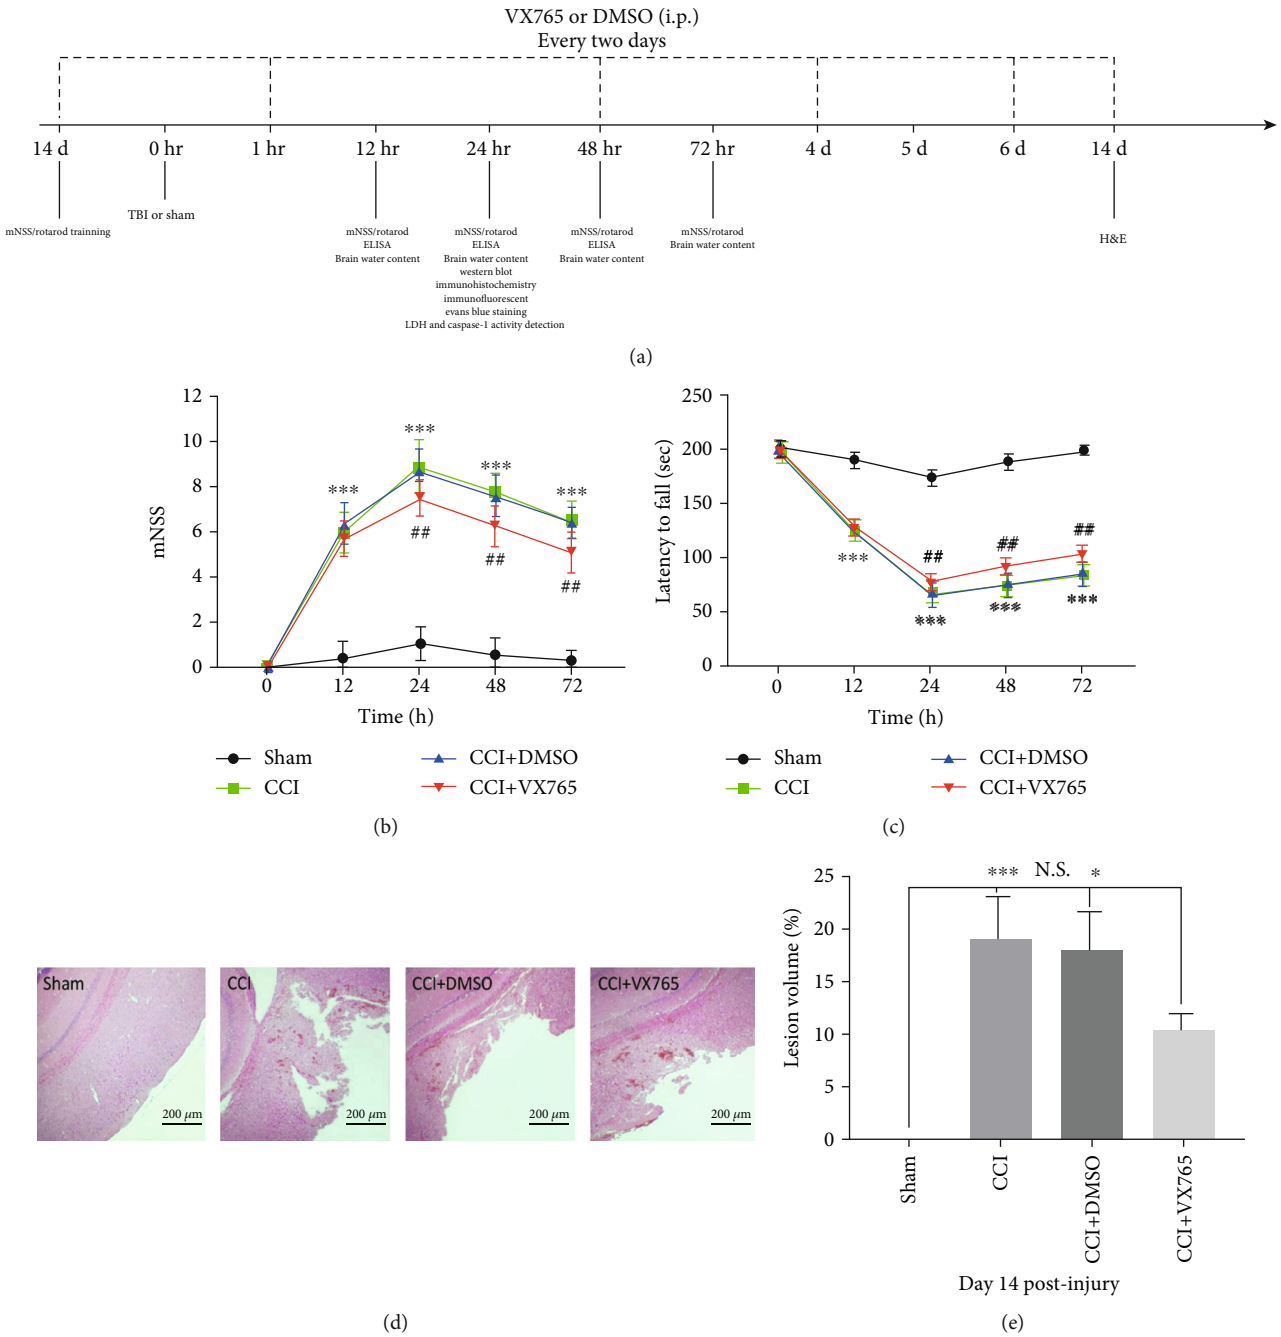 VX765 or DMSO (i.p.)
Every two days
14 d 0 hr 1 hr 12 hr 24 hr 48 hr 72 hr 4 d 5 d 6 d 14 d
mNSS/rotarod trainning
TBI or sham
mNSS/rotarod
ELISA
Brain water content
mNSS/rotarod
ELISA
Brain water content
western blot
immunohistochemistry
immunofluorescent
evans blue staining
LDH and caspase-1 activity detection
mNSS/rotarod
ELISA
Brain water content
mNSS/rotarod
Brain water content
H&E
(a)
mNSS
12
10
8
6
4
2
0
*** *** *** ***
## ## ##
0 12 24 48 72
Time (h)
Sham CCI+DMSO
CCI CCI+VX765
(b)
Latency to fall (sec)
250
200
150
100
50
0
## ## ##
*** *** *** ***
0 12 24 48 72
Time (h)
Sham CCI+DMSO
CCI CCI+VX765
(c)
Sham
200 μm
CCI
200 μm
CCI+DMSO
200 μm
CCI+VX765
200 μm
(d)
Lesion volume (%)
25
20
15
10
5
0
*** N.S. *
Sham
CCI
CCI+DMSO
CCI+VX765
Day 14 post-injury
(e)